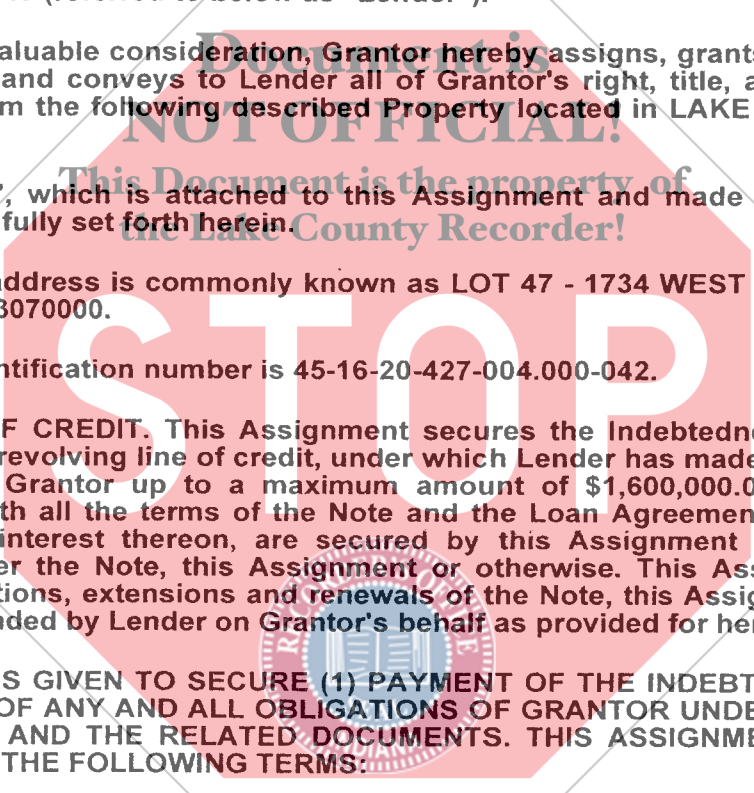 aluable consideration, Grantor hereby assigns, grants
and conveys to Lender all of Grantor's right, title, a
m the following described Property located in LAKE
, which is attached to this Assignment and made
fully set forth herein.
address is commonly known as LOT 47 - 1734 WEST
3070000.
ntification number is 45-16-20-427-004.000-042.
F CREDIT. This Assignment secures the Indebtedn
revolving line of credit, under which Lender has made
Grantor up to a maximum amount of $1,600,000.0
th all the terms of the Note and the Loan Agreemen
interest thereon, are secured by this Assignment
er the Note, this Assignment or otherwise. This Ass
tions, extensions and renewals of the Note, this Assig
nded by Lender on Grantor's behalf as provided for her
S GIVEN TO SECURE (1) PAYMENT OF THE INDEBT
OF ANY AND ALL OBLIGATIONS OF GRANTOR UNDE
AND THE RELATED DOCUMENTS. THIS ASSIGNME
THE FOLLOWING TERMS:
Document is
NOT OFFICIAL!
This Document is the property of
the Lake County Recorder!
STOP